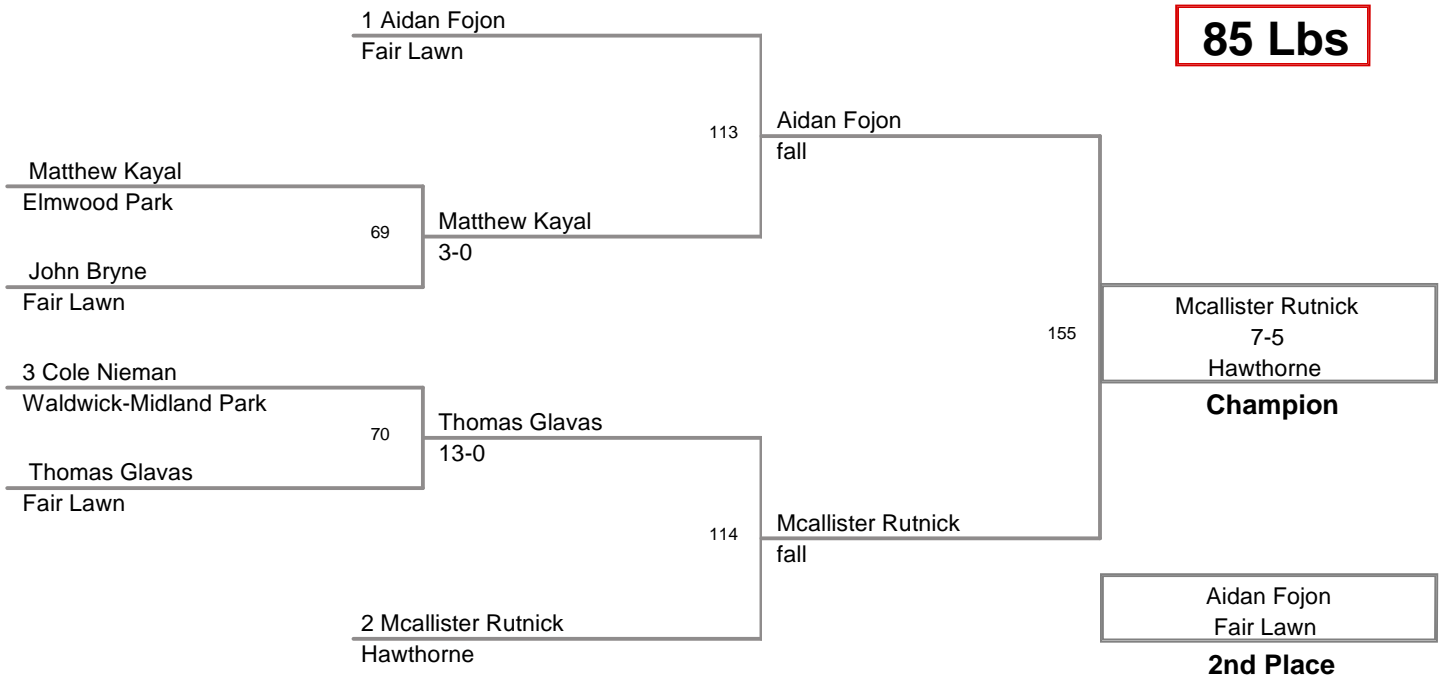 1 Aidan Fojon
Fair Lawn
85 Lbs
113
Aidan Fojon
fall
Matthew Kayal
Elmwood Park
69
Matthew Kayal
3-0
John Bryne
Fair Lawn
155
Mcallister Rutnick
7-5
Hawthorne
Champion
3 Cole Nieman
Waldwick-Midland Park
70
Thomas Glavas
13-0
Thomas Glavas
Fair Lawn
114
Mcallister Rutnick
fall
2 Mcallister Rutnick
Hawthorne
Aidan Fojon
Fair Lawn
2nd Place